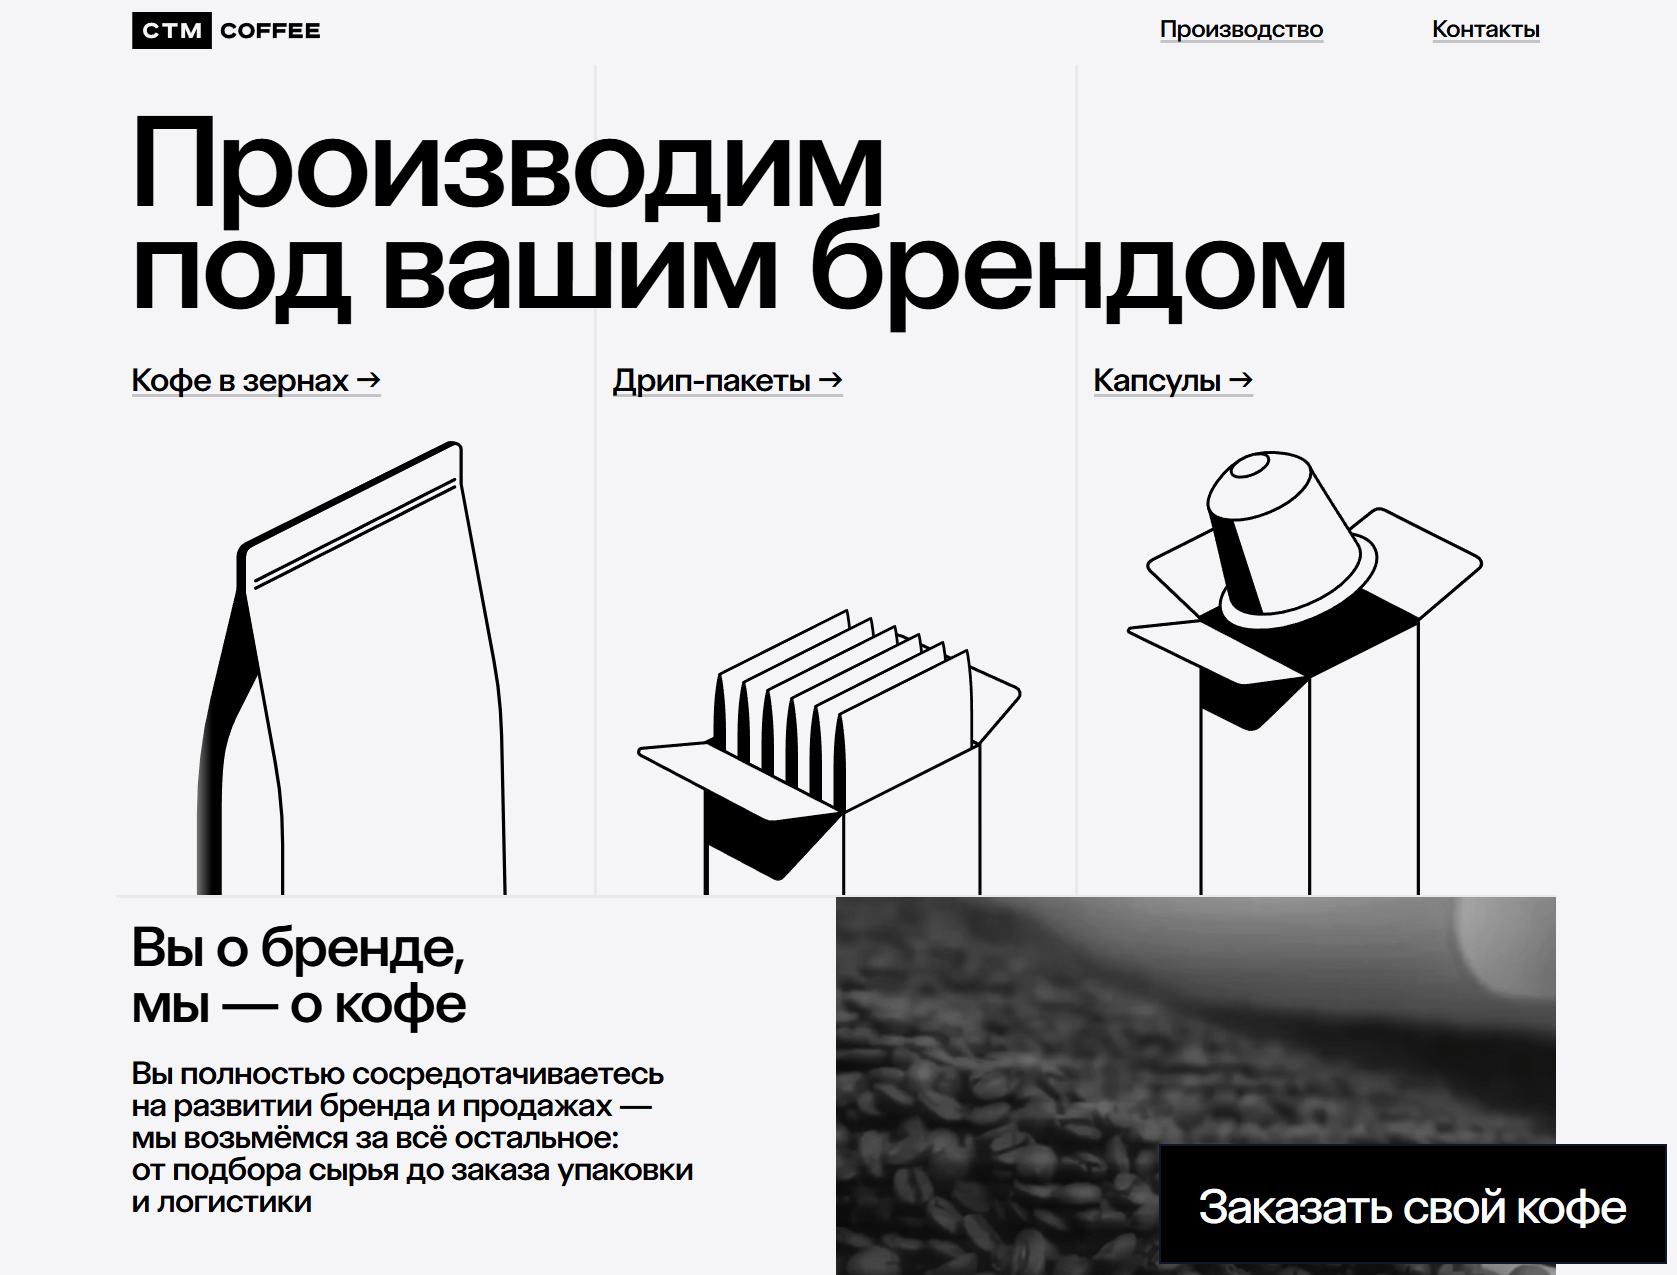 СТМ COFFEE
Производство
Контакты
Производим
под вашим брендом
Кофе в зернах →
Дрип-пакеты →
Капсулы →
Вы о бренде,
мы — о кофе
Вы полностью сосредотачиваетесь
на развитии бренда и продажах —
мы возьмёмся за всё остальное:
от подбора сырья до заказа упаковки
и логистики
Заказать свой кофе